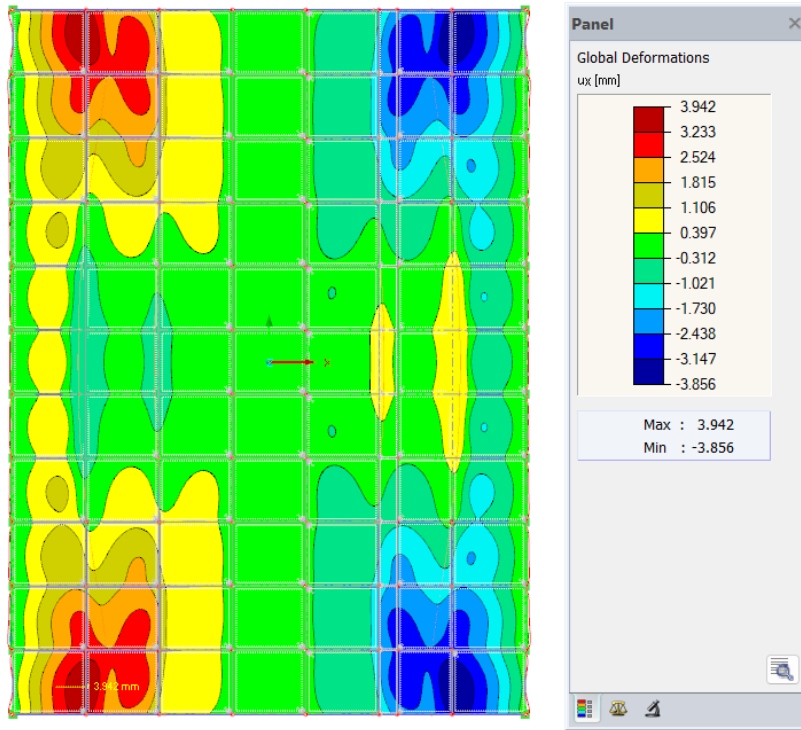 Panel
Global Deformations
ux [mm]
3.942
3.233
2.524
1.815
1.106
0.397
-0.312
-1.021
-1.730
-2.438
-3.147
-3.856
Max : 3.942
Min : -3.856
x
3.942 mm